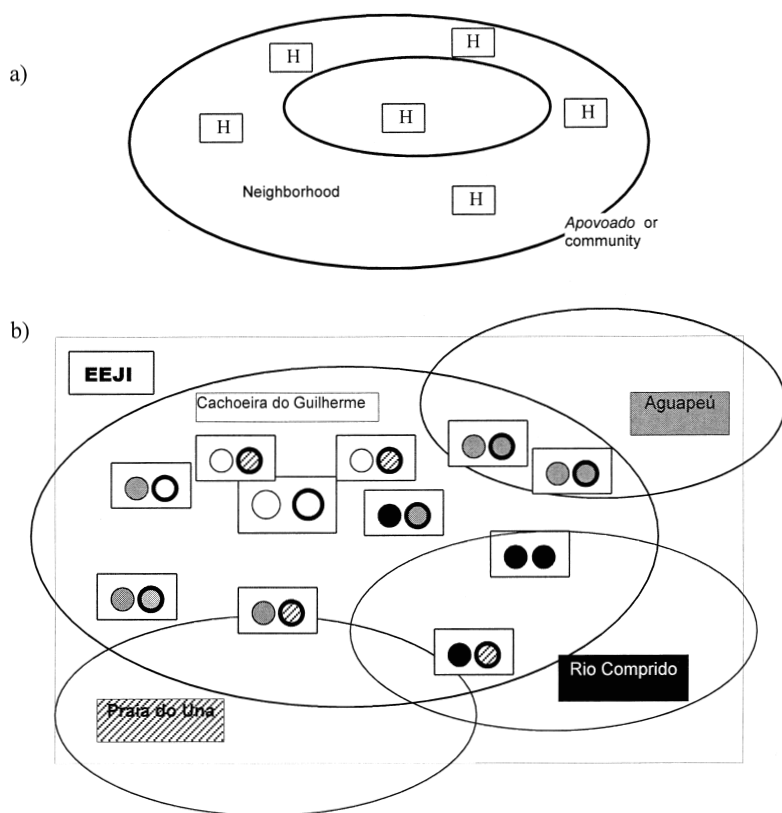 a)
H
H
H
H
H
H
Neighborhood
Apovoado or
community
b)
EEJI
Cachoeira do Guilherme
Aguapeú
Rio Comprido
Praia do Una